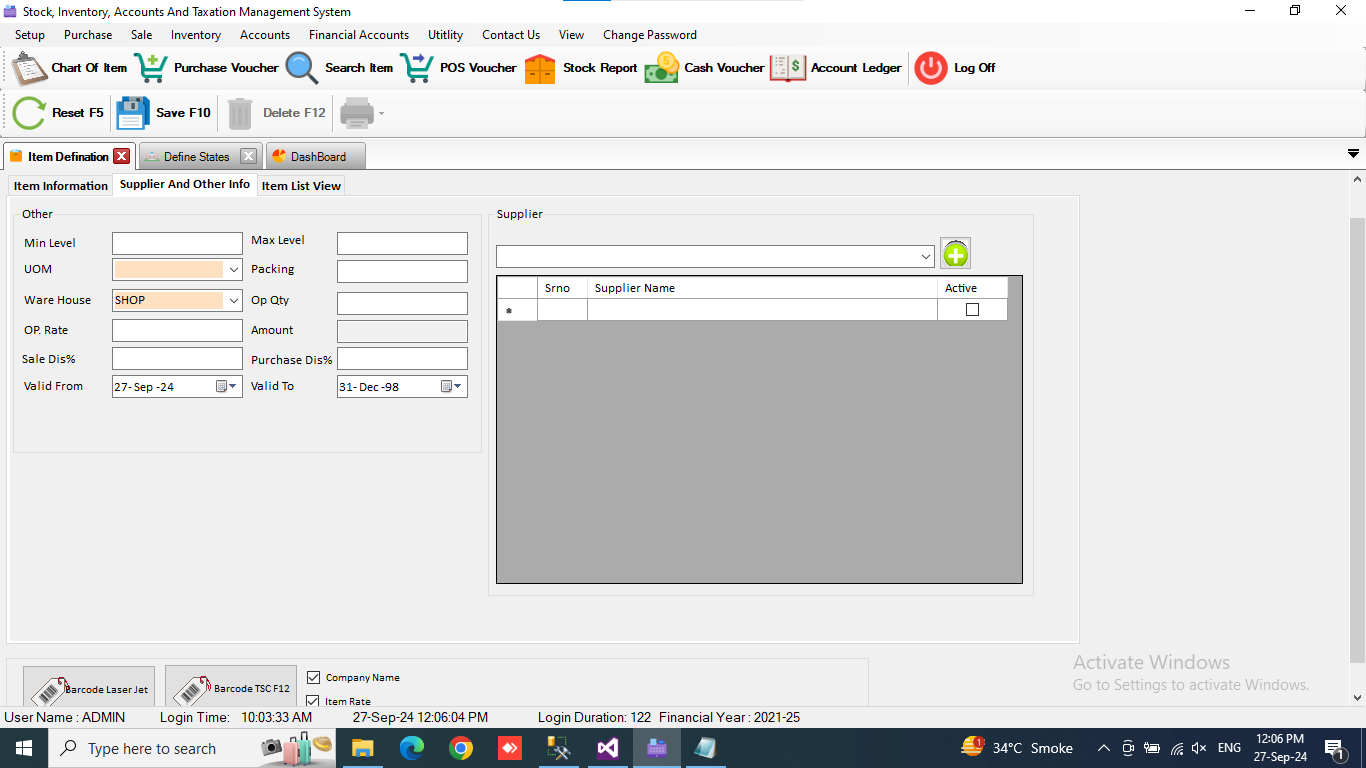 Stock, Inventory, Accounts And Taxation Management System
Setup Purchase Sale Inventory Accounts Financial Accounts Utitlity Contact Us View Change Password
Chart Of Item Purchase Voucher Search Item POS Voucher Stock Report Cash Voucher Account Ledger Log Off
Reset F5 Save F10 Delete F12
Item Defination Define States DashBoard
Item Information Supplier And Other Info Item List View
Other
Min Level Max Level
UOM Packing
Ware House SHOP Op Qty
OP. Rate Amount
Sale Dis% Purchase Dis%
Valid From 27-Sep -24 Valid To 31-Dec -98
Supplier
Srno Supplier Name Active
Barcode Laser Jet Barcode TSC F12 Company Name
Item Rate
Activate Windows
Go to Settings to activate Windows.
User Name : ADMIN Login Time: 10:03:33 AM 27-Sep-24 12:06:04 PM Login Duration: 122 Financial Year : 2021-25
Type here to search 1 34°C Smoke ENG 12:06 PM
27-Sep-24 1